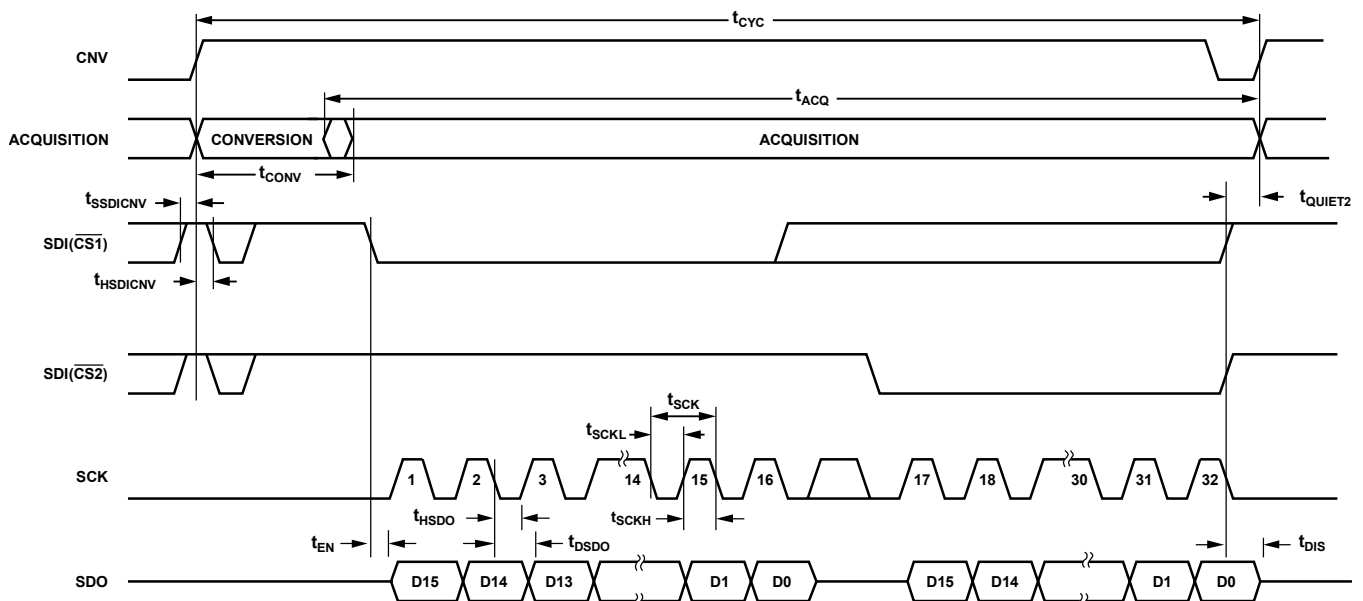 tCYC
CNV
tACQ
ACQUISITION CONVERSION ACQUISITION
tCONV
tSSDICNV tQUIET2
SDI(CS1)
tHSDICNV
SDI(CS2)
tSCK
tSCKL
SCK 1 2 3 14 15 16 17 18 30 31 32
tHSDO tSCKH
tEN tDSDO tDIS
SDO D15 D14 D13 D1 D0 D15 D14 D1 D0